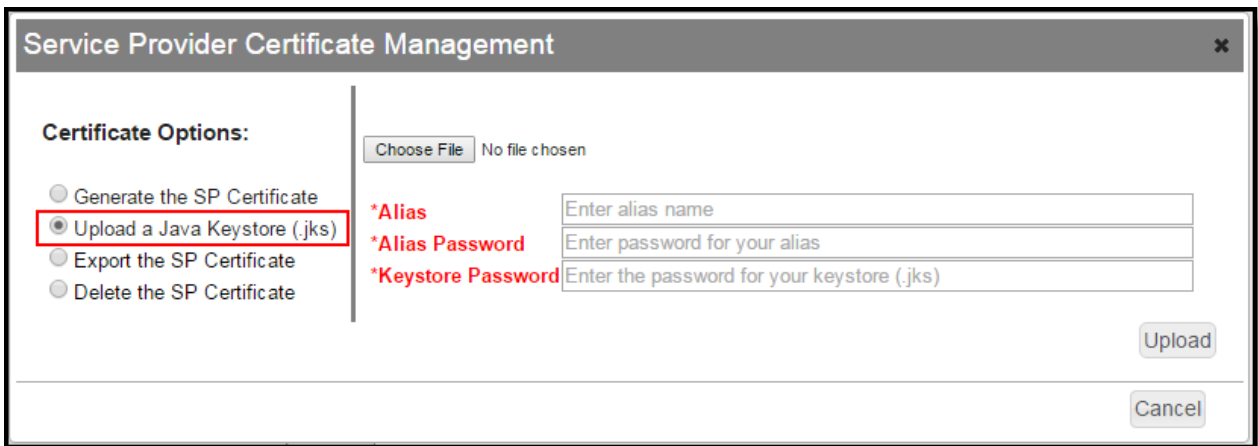 Service Provider Certificate Management
Certificate Options:
Generate the SP Certificate
Upload a Java Keystore (.jks)
Export the SP Certificate
Delete the SP Certificate
Choose File No file chosen
*Alias Enter alias name
*Alias Password Enter password for your alias
*Keystore Password Enter the password for your keystore (.jks)
Upload
Cancel